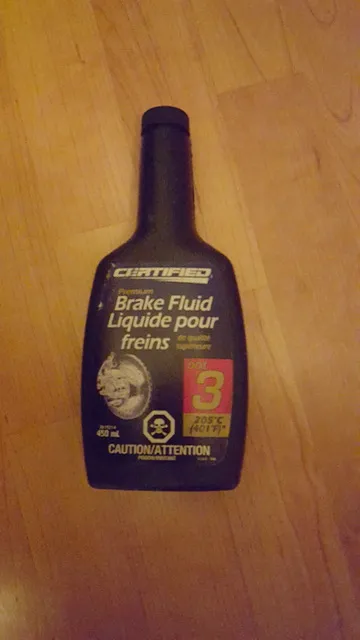 CERTIFIED
Premium
Brake Fluid
Liquide pour
freins
de qualité
supérieure
DOT
3
205°C
(401°F)*
450 mL
CAUTION/ATTENTION